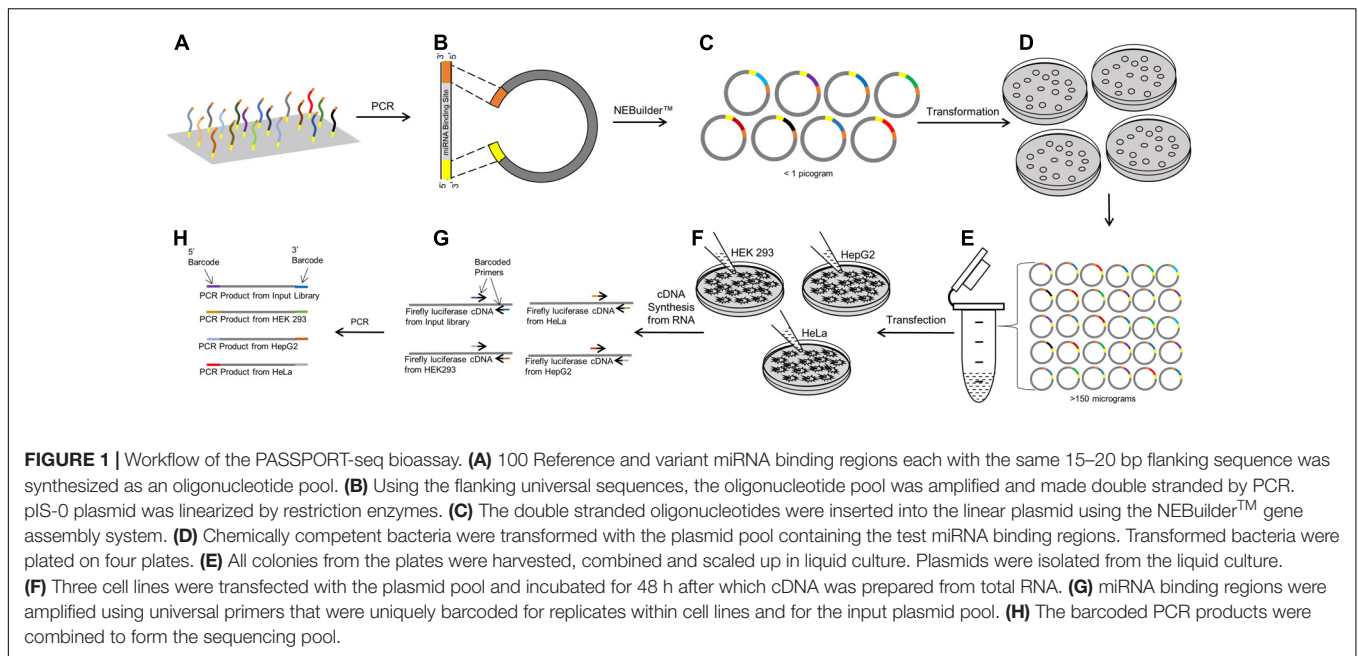 A
PCR
B
3'
5'
miRNA Binding Site
5'
3'
NEBuilder™
C
< 1 picogram
Transformation
D
H
5'
Barcode
3'
Barcode
PCR Product from Input Library
PCR Product from HEK 293
PCR Product from HepG2
PCR Product from HeLa
PCR
G
Barcoded
Primers
Firefly luciferase cDNA
from Input library
Firefly luciferase cDNA
from HeLa
Firefly luciferase cDNA
from HEK293
Firefly luciferase cDNA
from HepG2
cDNA
Synthesis
from RNA
F
HEK 293
HepG2
HeLa
Transfection
E
>150 micrograms
FIGURE 1 | Workflow of the PASSPORT-seq bioassay. (A) 100 Reference and variant miRNA binding regions each with the same 15–20 bp flanking sequence was
synthesized as an oligonucleotide pool. (B) Using the flanking universal sequences, the oligonucleotide pool was amplified and made double stranded by PCR.
pIS-0 plasmid was linearized by restriction enzymes. (C) The double stranded oligonucleotides were inserted into the linear plasmid using the NEBuilder™ gene
assembly system. (D) Chemically competent bacteria were transformed with the plasmid pool containing the test miRNA binding regions. Transformed bacteria were
plated on four plates. (E) All colonies from the plates were harvested, combined and scaled up in liquid culture. Plasmids were isolated from the liquid culture.
(F) Three cell lines were transfected with the plasmid pool and incubated for 48 h after which cDNA was prepared from total RNA. (G) miRNA binding regions were
amplified using universal primers that were uniquely barcoded for replicates within cell lines and for the input plasmid pool. (H) The barcoded PCR products were
combined to form the sequencing pool.